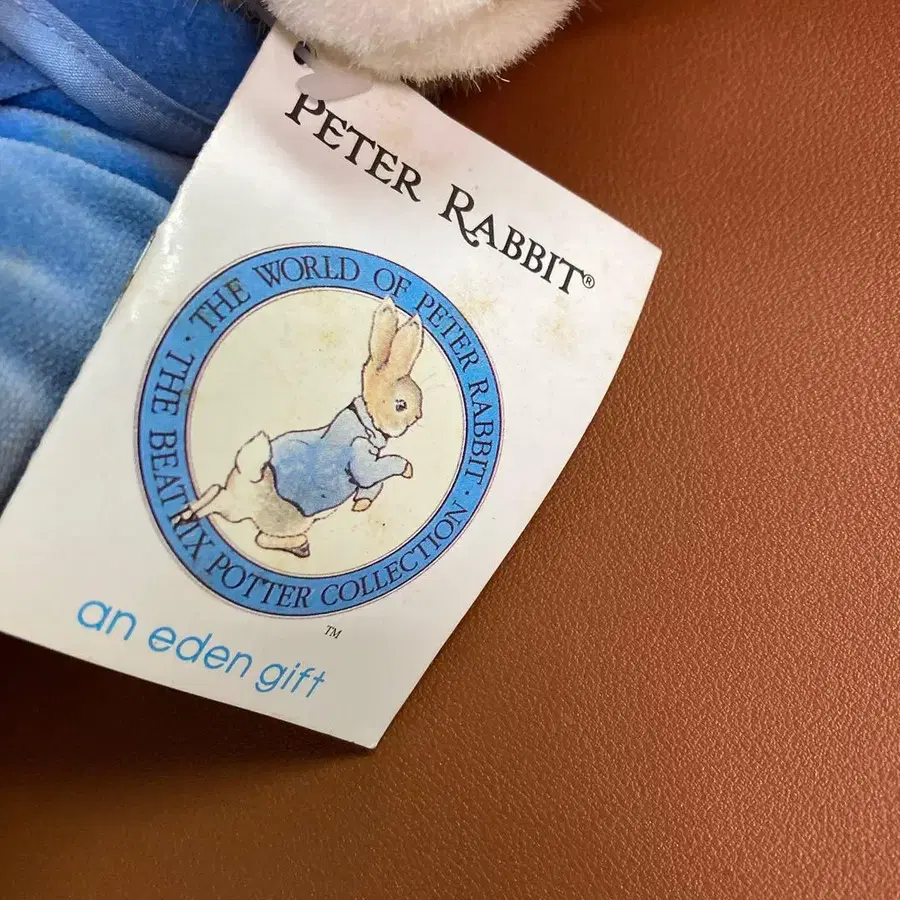 PETER RABBIT®
· THE WORLD OF PETER RABBIT ·
THE BEATRIX POTTER COLLECTION
TM
an eden gift